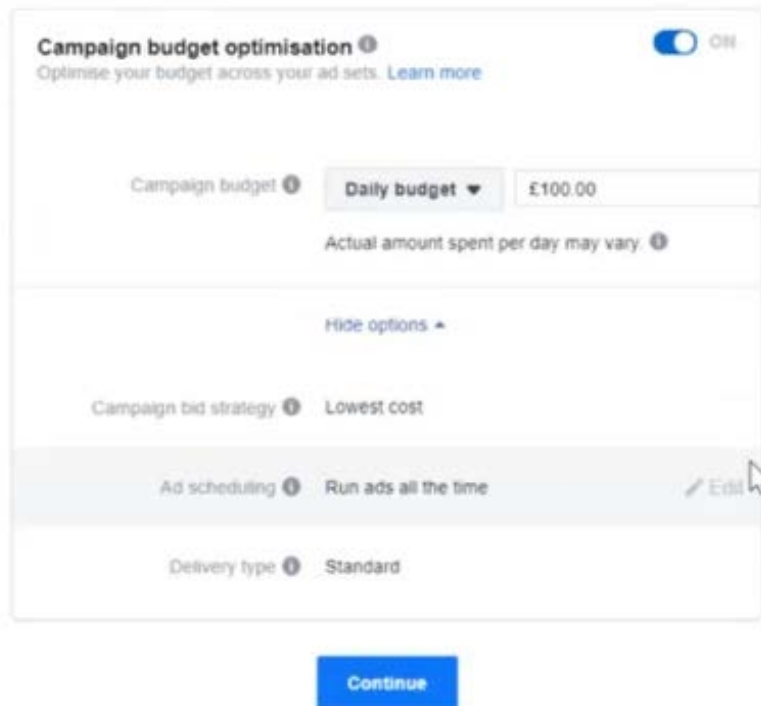 Campaign budget optimisation
ON
Optimise your budget across your ad sets. Learn more
Campaign budget
Daily budget
£100.00
Actual amount spent per day may vary.
Hide options
Campaign bid strategy
Lowest cost
Ad scheduling
Run ads all the time
Edit
Delivery type
Standard
Continue